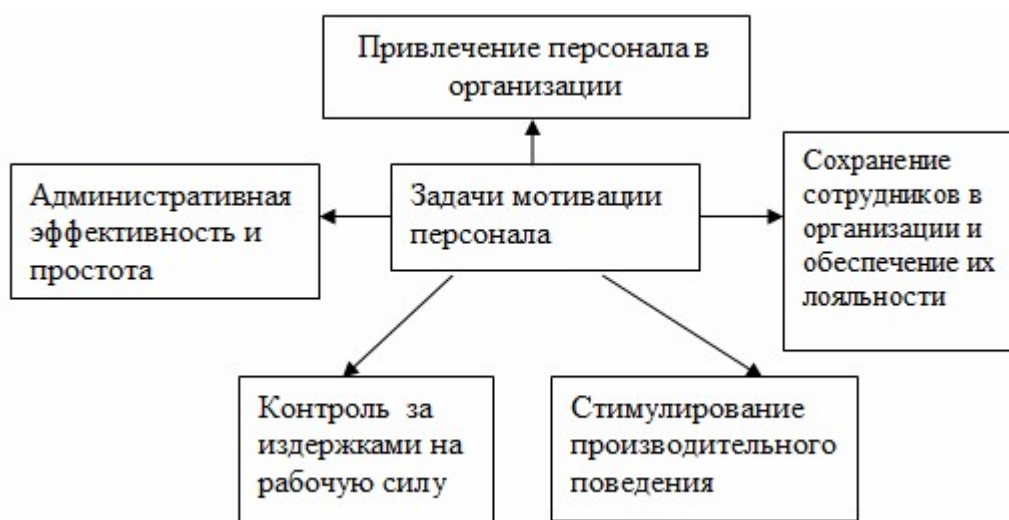 Привлечение персонала в
организации
Административная
эффективность и
простота
Задачи мотивации
персонала
Сохранение
сотрудников в
организации и
обеспечение их
лояльности
Контроль за
издержками на
рабочую силу
Стимулирование
производительного
поведения